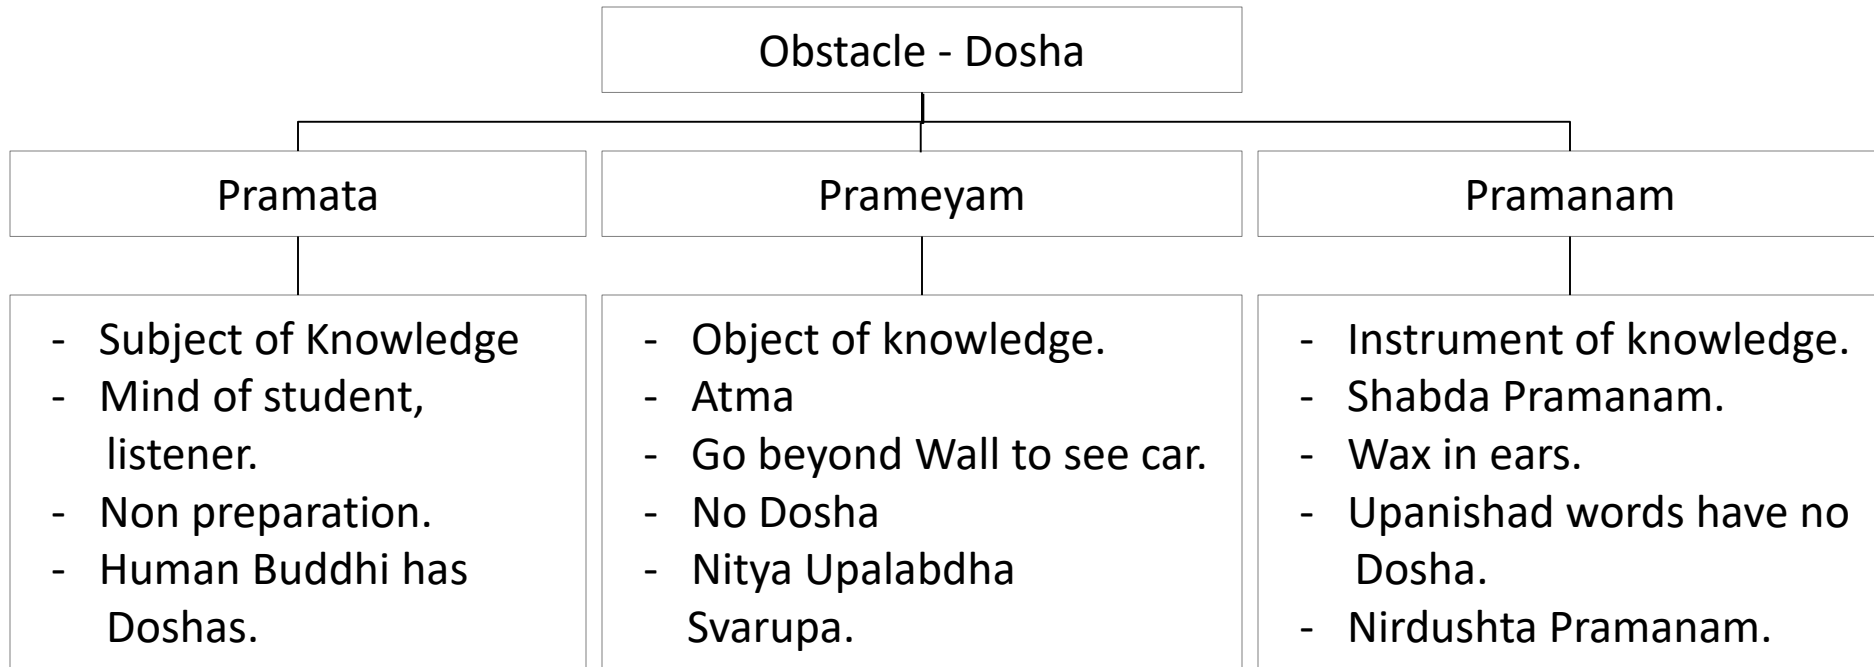 Obstacle - Dosha
Pramata
Prameyam
Pramanam
- Subject of Knowledge
- Mind of student,
listener.
- Non preparation.
- Human Buddhi has
Doshas.
- Object of knowledge.
- Atma
- Go beyond Wall to see car.
- No Dosha
- Nitya Upalabdha
Svarupa.
- Instrument of knowledge.
- Shabda Pramanam.
- Wax in ears.
- Upanishad words have no
Dosha.
- Nirdushta Pramanam.